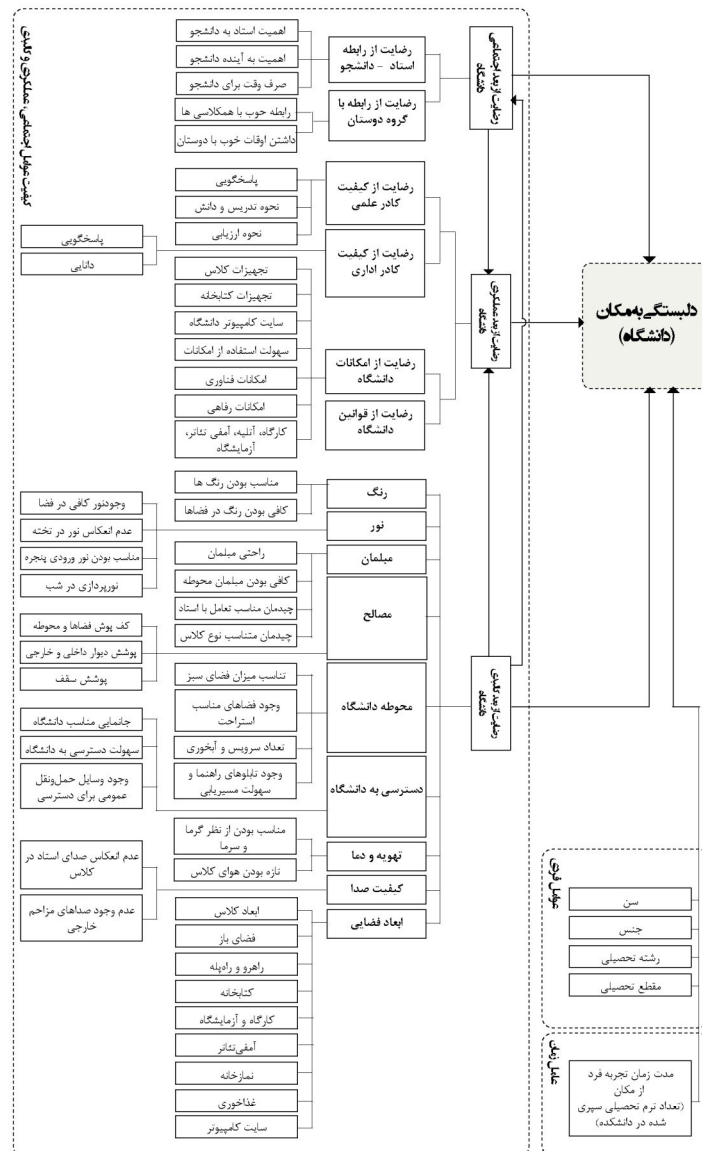 دلبستگی به مکان
(دانشگاه)
رضایت از بعد اجتماعی
دانشگاه
رضایت از رابطه
استاد - دانشجو
اهمیت استاد به دانشجو
اهمیت به آینده دانشجو
صرف وقت برای دانشجو
رضایت از رابطه با
گروه دوستان
رابطه خوب با همکلاسی ها
داشتن اوقات خوب با دوستان
رضایت از بعد عملکردی
دانشگاه
رضایت از کیفیت
کادر علمی
پاسخگویی
نحوه تدریس و دانش
نحوه ارزیابی
رضایت از کیفیت
کادر اداری
پاسخگویی
دانایی
رضایت از امکانات
دانشگاه
تجهیزات کلاس
تجهیزات کتابخانه
سایت کامپیوتر دانشگاه
سهولت استفاده از امکانات
امکانات فناوری
امکانات رفاهی
کارگاه، آتلیه، آمفی تئاتر،
آزمایشگاه
رضایت از قوانین
دانشگاه
رضایت از بعد کالبدی
دانشگاه
رنگ
مناسب بودن رنگ ها
کافی بودن رنگ در فضاها
نور
وجودنور کافی در فضا
عدم انعکاس نور در تخته
مناسب بودن نور ورودی پنجره
نورپردازی در شب
مبلمان
راحتی مبلمان
کافی بودن مبلمان محوطه
چیدمان مناسب تعامل با استاد
چیدمان متناسب نوع کلاس
مصالح
کف پوش فضاها و محوطه
پوشش دیوار داخلی و خارجی
پوشش سقف
محوطه دانشگاه
تناسب میزان فضای سبز
وجود فضاهای مناسب
استراحت
تعداد سرویس و آبخوری
وجود تابلوهای راهنما و
سهولت مسیریابی
دسترسی به دانشگاه
جانمایی مناسب دانشگاه
سهولت دسترسی به دانشگاه
وجود وسایل حمل‌ونقل
عمومی برای دسترسی
تهویه و دما
مناسب بودن از نظر گرما
و سرما
تازه بودن هوای کلاس
کیفیت صدا
عدم انعکاس صدای استاد در
کلاس
عدم وجود صداهای مزاحم
خارجی
ابعاد فضایی
ابعاد کلاس
فضای باز
راهرو و راه‌پله
کتابخانه
کارگاه و آزمایشگاه
آمفی‌تئاتر
نمازخانه
غذاخوری
سایت کامپیوتر
کیفیت عوامل اجتماعی، عملکردی و کالبدی
عوامل فردی
سن
جنس
رشته تحصیلی
مقطع تحصیلی
عامل زمان
مدت زمان تجربه فرد
از مکان
(تعداد ترم تحصیلی سپری
شده در دانشکده)